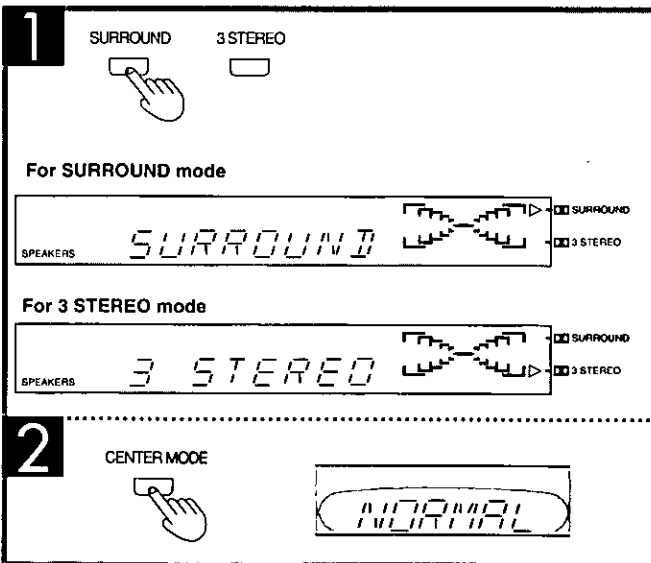 1
SURROUND 3 STEREO
For SURROUND mode
SPEAKERS SURROUND
SURROUND
3 STEREO
For 3 STEREO mode
SPEAKERS 3 STEREO
SURROUND
3 STEREO
2
CENTER MODE
NORMAL